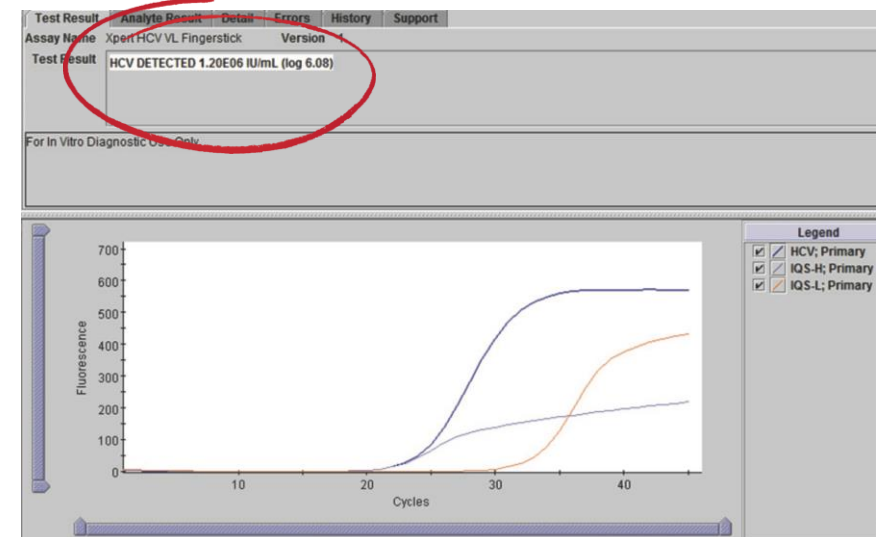 Test Result Analyte Result Detail Errors History Support
Assay Name Xpert HCV VL Fingerstick Version 1
Test Result HCV DETECTED 1.20E06 IU/mL (log 6.08)
For In Vitro Diagnostic Use Only.
Legend
HCV; Primary
IQS-H; Primary
IQS-L; Primary
Fluorescence
700
600
500
400
300
200
100
0
10 20 30 40
Cycles